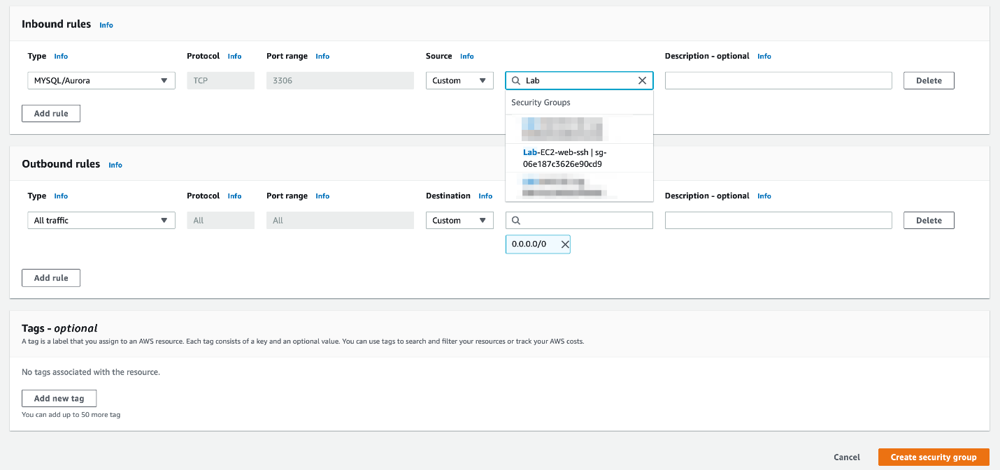 Inbound rules Info
Type Info Protocol Info Port range Info Source Info Description - optional Info
MYSQL/Aurora TCP 3306 Custom Lab Delete
Security Groups
Add rule
Lab-EC2-web-ssh | sg-
06e187c3626e90cd9
Outbound rules Info
Type Info Protocol Info Port range Info Destination Info Description - optional Info
All traffic All All Custom Delete
0.0.0.0/0
Add rule
Tags - optional
A tag is a label that you assign to an AWS resource. Each tag consists of a key and an optional value. You can use tags to search and filter your resources or track your AWS costs.
No tags associated with the resource.
Add new tag
You can add up to 50 more tag
Cancel Create security group